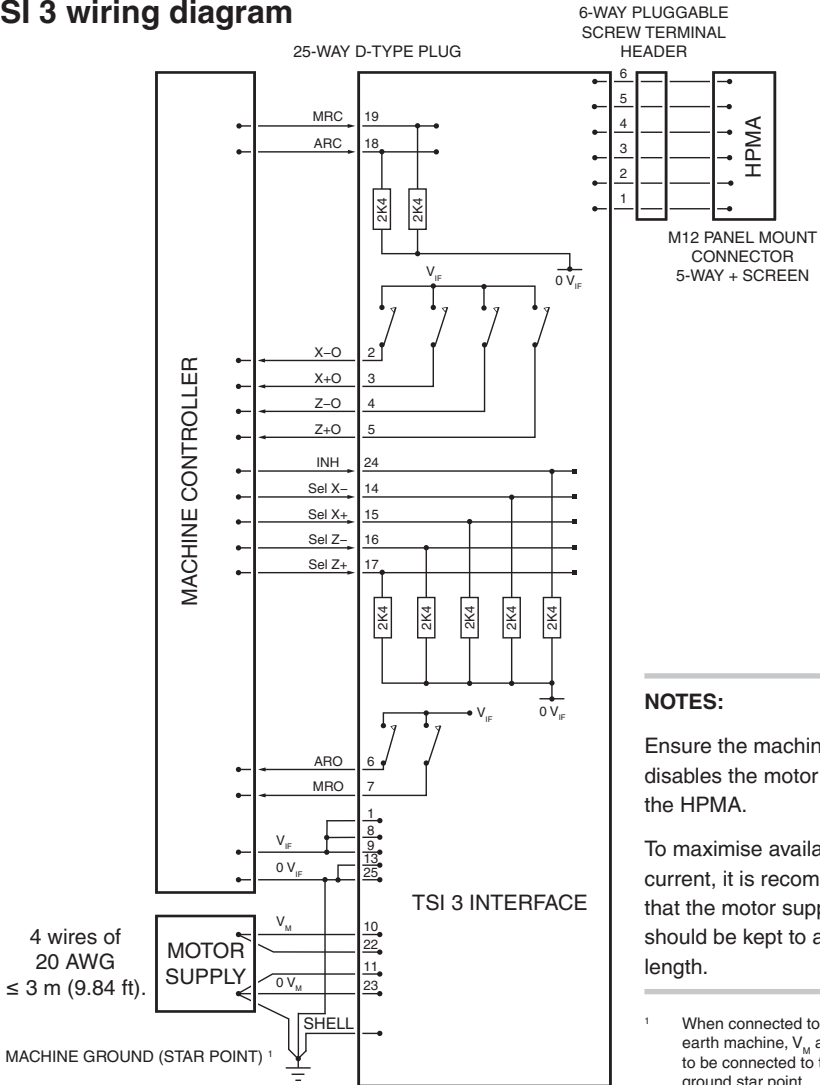 SI 3 wiring diagram
6-WAY PLUGGABLE
SCREW TERMINAL
HEADER
25-WAY D-TYPE PLUG
6
5
4
3
2
1
HPMA
M12 PANEL MOUNT
CONNECTOR
5-WAY + SCREEN
MRC 19
ARC 18
2K4 2K4
0 VIF
VIF
MACHINE CONTROLLER
X–O 2
X+O 3
Z–O 4
Z+O 5
INH 24
Sel X– 14
Sel X+ 15
Sel Z– 16
Sel Z+ 17
2K4 2K4 2K4 2K4 2K4
0 VIF
VIF
ARO 6
MRO 7
1
8
VIF 9
13
0 VIF 25
TSI 3 INTERFACE
4 wires of
20 AWG
≤ 3 m (9.84 ft).
MOTOR
SUPPLY
VM 10
22
11
0 VM 23
SHELL
MACHINE GROUND (STAR POINT) 1
NOTES:
Ensure the machin
disables the motor
the HPMA.
To maximise availa
current, it is recom
that the motor supp
should be kept to a
length.
1 When connected to
earth machine, VM a
to be connected to t
ground star point.